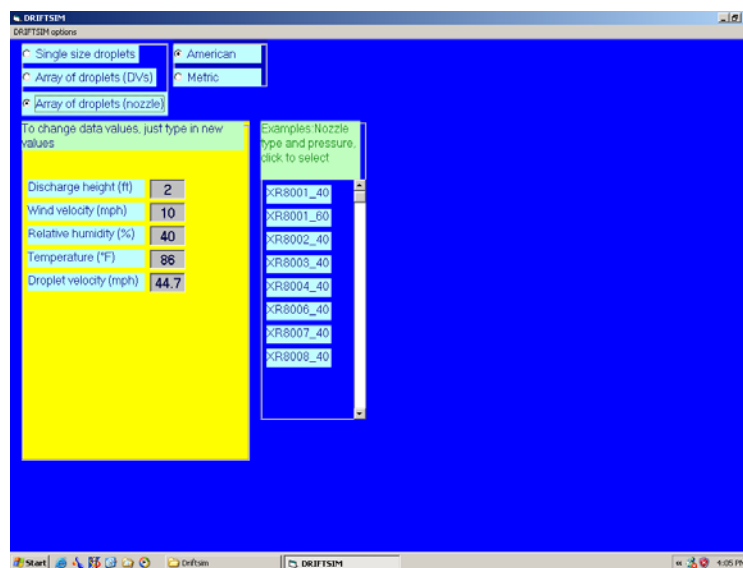 DRIFTSIM
DRIFTSIM options
Single size droplets
American
Array of droplets (DVs)
Metric
Array of droplets (nozzle)
To change data values, just type in new
values
Examples:Nozzle
type and pressure,
click to select
Discharge height (ft) 2
Wind velocity (mph) 10
Relative humidity (%) 40
Temperature (°F) 86
Droplet velocity (mph) 44.7
XR8001_40
XR8001_60
XR8002_40
XR8003_40
XR8004_40
XR8006_40
XR8007_40
XR8008_40
Start
Driftsim
DRIFTSIM
4:05 PM